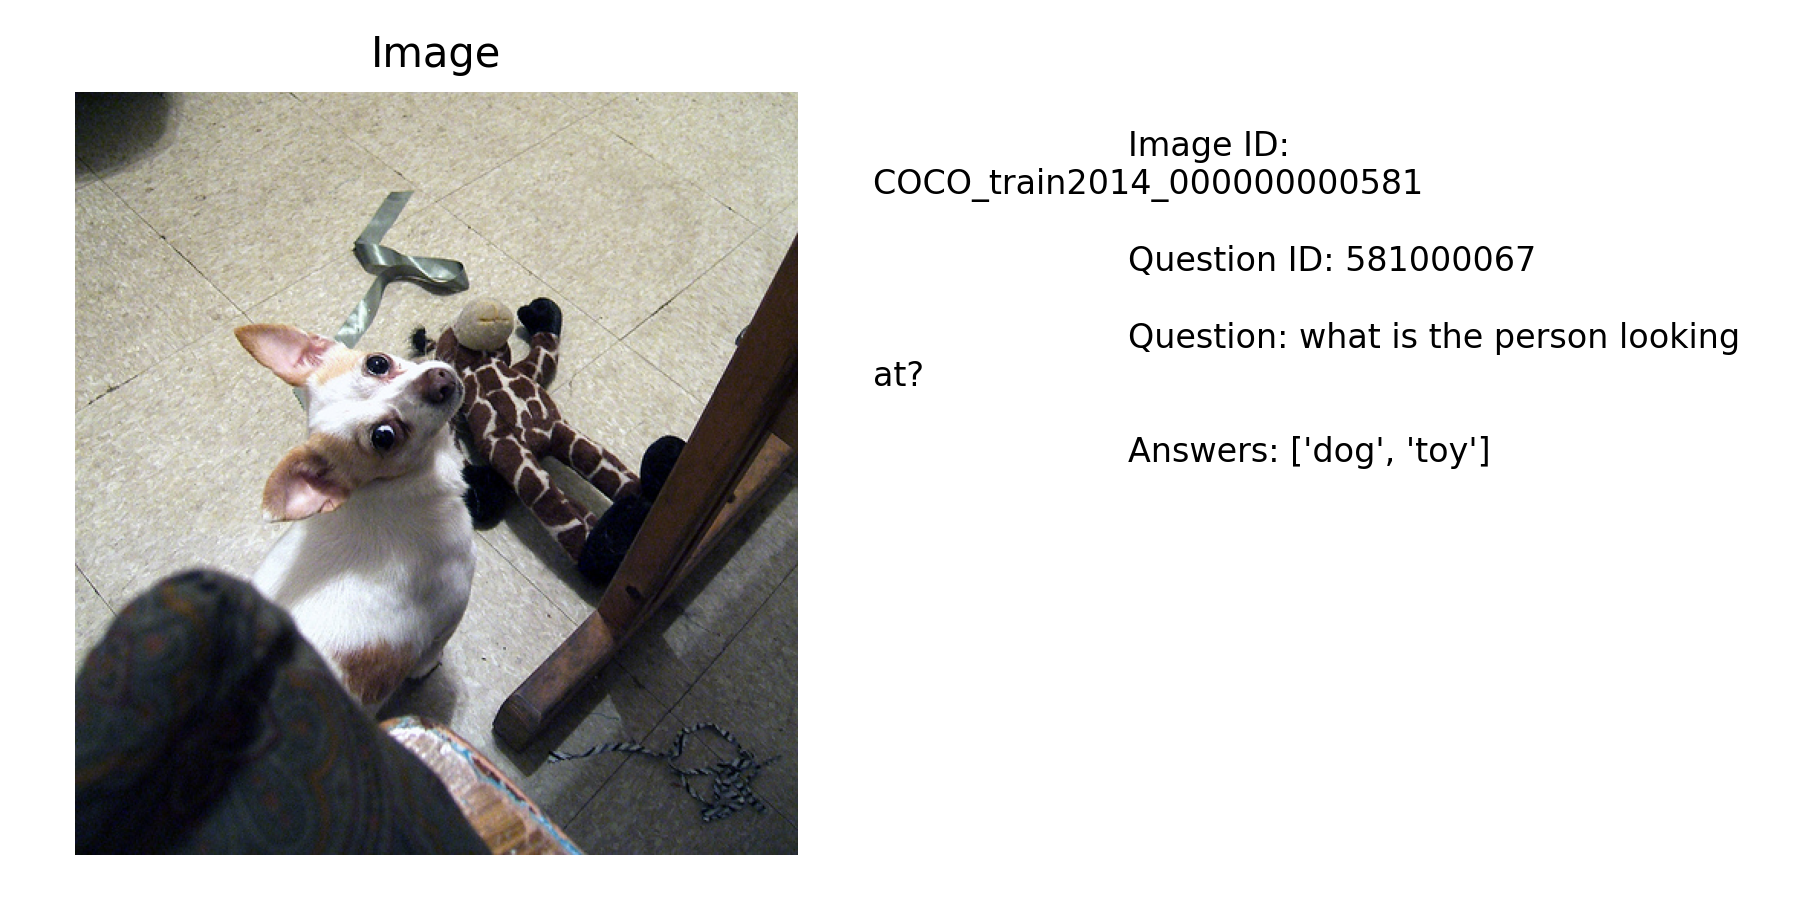 Image
Image ID:
COCO_train2014_000000000581
Question ID: 581000067
Question: what is the person looking
at?
Answers: ['dog', 'toy']